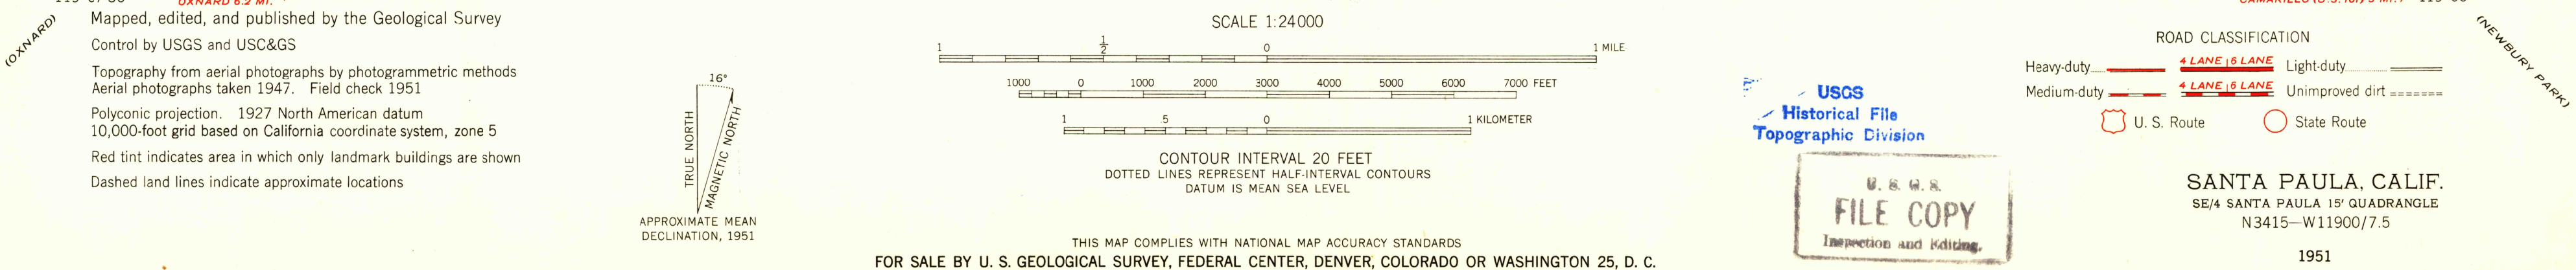 OXNARD 6.2 MI.
(OXNARD)
Mapped, edited, and published by the Geological Survey
Control by USGS and USC&GS
Topography from aerial photographs by photogrammetric methods
Aerial photographs taken 1947. Field check 1951
Polyconic projection. 1927 North American datum
10,000-foot grid based on California coordinate system, zone 5
Red tint indicates area in which only landmark buildings are shown
Dashed land lines indicate approximate locations
16°
TRUE NORTH
MAGNETIC NORTH
APPROXIMATE MEAN
DECLINATION, 1951
SCALE 1:24000
1 ½ 0 1 MILE
1000 0 1000 2000 3000 4000 5000 6000 7000 FEET
1 .5 0 1 KILOMETER
CONTOUR INTERVAL 20 FEET
DOTTED LINES REPRESENT HALF-INTERVAL CONTOURS
DATUM IS MEAN SEA LEVEL
THIS MAP COMPLIES WITH NATIONAL MAP ACCURACY STANDARDS
FOR SALE BY U. S. GEOLOGICAL SURVEY, FEDERAL CENTER, DENVER, COLORADO OR WASHINGTON 25, D. C.
USGS
Historical File
Topographic Division
U. S. G. S.
FILE COPY
Inspection and Editing.
(NEWBURY PARK)
ROAD CLASSIFICATION
Heavy-duty 4 LANE 6 LANE Light-duty
Medium-duty 4 LANE 6 LANE Unimproved dirt
U. S. Route State Route
SANTA PAULA, CALIF.
SE/4 SANTA PAULA 15' QUADRANGLE
N3415—W11900/7.5
1951